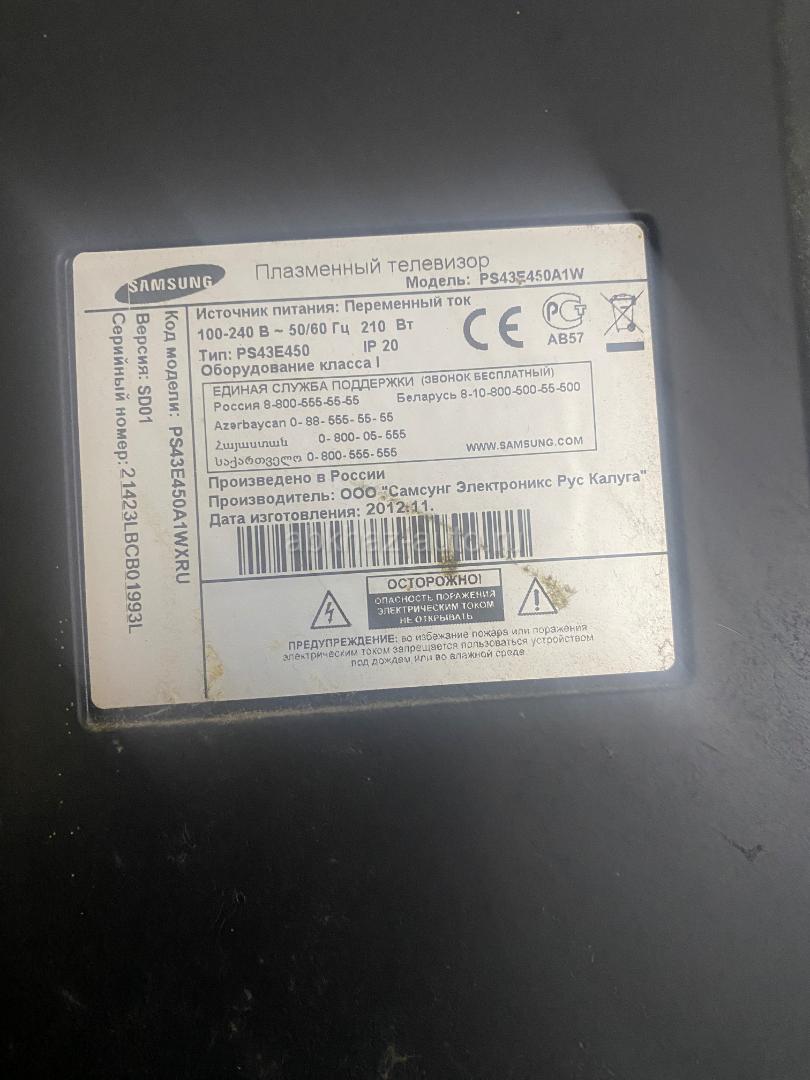 SAMSUNG
Плазменный телевизор
Модель: PS43E450A1W
Источник питания: Переменный ток
100-240 В ~ 50/60 Гц 210 Вт
Тип: PS43E450 IP 20
Оборудование класса I
AB57
ЕДИНАЯ СЛУЖБА ПОДДЕРЖКИ (ЗВОНОК БЕСПЛАТНЫЙ)
Россия 8-800-555-55-55 Беларусь 8-10-800-500-55-500
Azərbaycan 0-88-555-55-55
Հայաստան 0-800-05-555
საქართველო 0-800-555-555 WWW.SAMSUNG.COM
Произведено в России
Производитель: ООО "Самсунг Электроникс Рус Калуга"
Дата изготовления: 2012.11.
ОСТОРОЖНО!
ОПАСНОСТЬ ПОРАЖЕНИЯ
ЭЛЕКТРИЧЕСКИМ ТОКОМ
НЕ ОТКРЫВАТЬ
ПРЕДУПРЕЖДЕНИЕ: во избежание пожара или поражения
электрическим током запрещается пользоваться устройством
под дождем или во влажной среде
Код модели: PS43E450A1WXRU
Версия: SD01
Серийный номер: 21423LBCB01993L